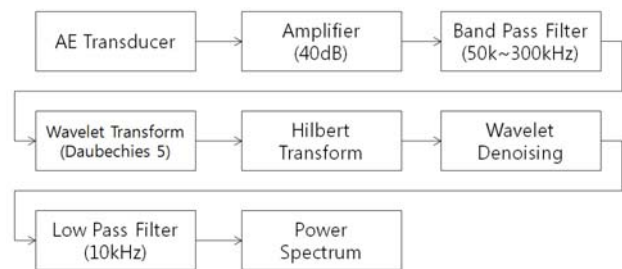 AE Transducer
Amplifier
(40dB)
Band Pass Filter
(50k~300kHz)
Wavelet Transform
(Daubechies 5)
Hilbert
Transform
Wavelet
Denoising
Low Pass Filter
(10kHz)
Power
Spectrum